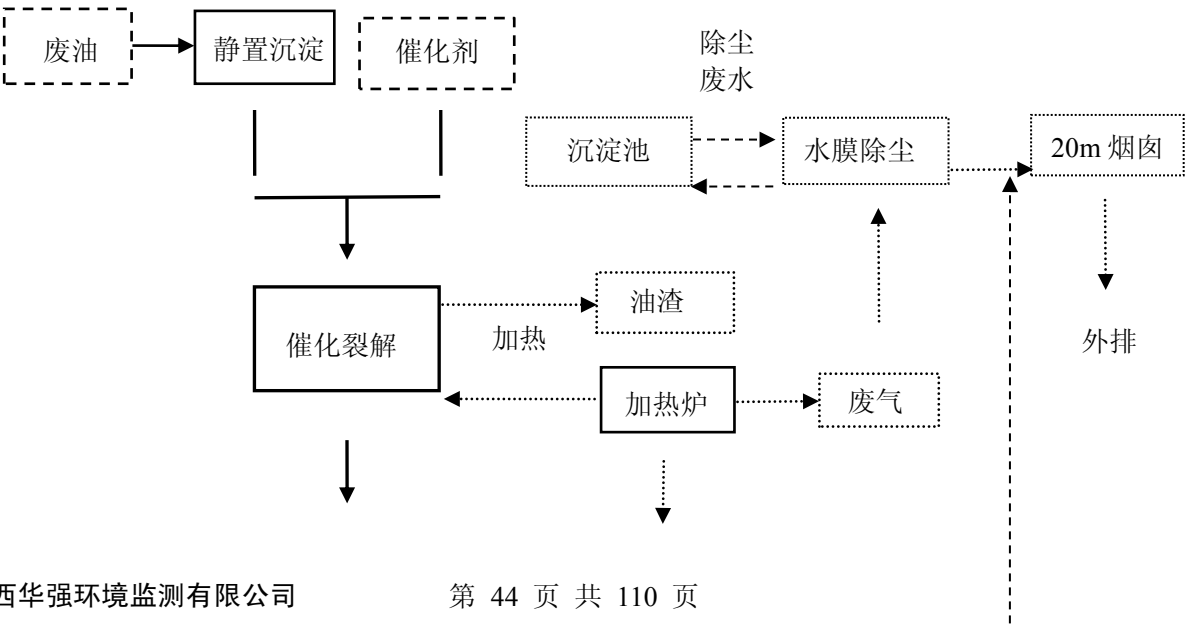 废油
静置沉淀
催化剂
除尘
废水
沉淀池
水膜除尘
20m 烟囱
催化裂解
油渣
加热
外排
加热炉
废气
西华强环境监测有限公司
第 44 页 共 110 页